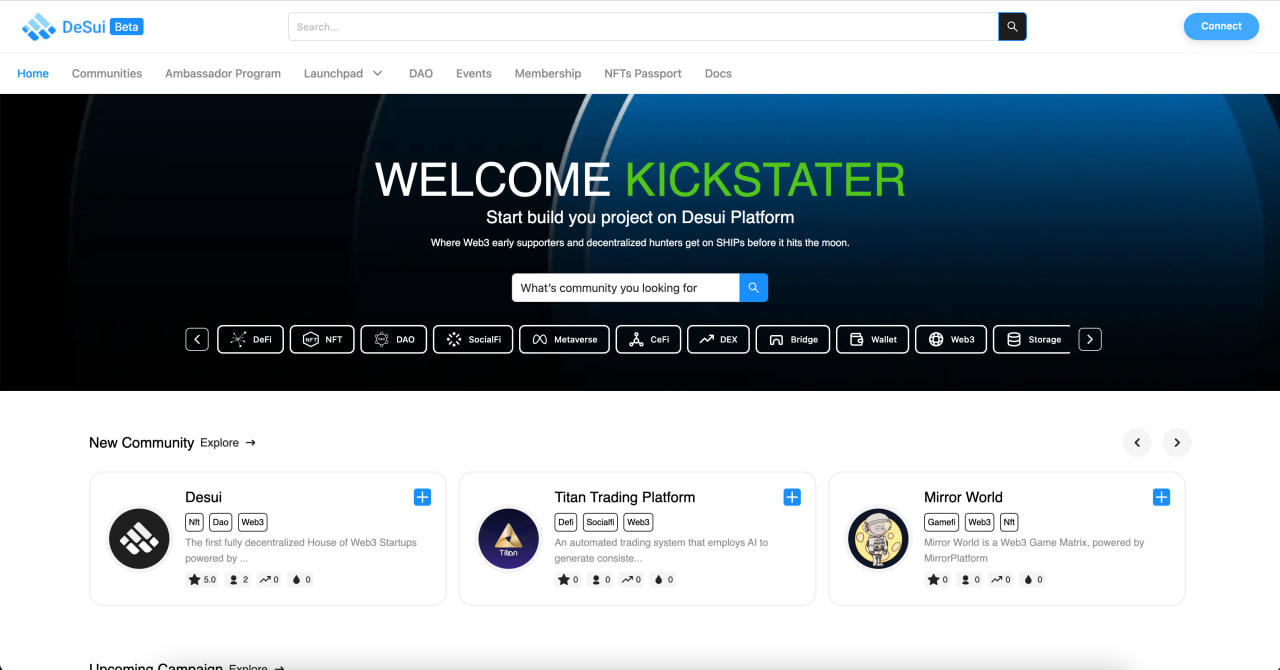 DeSui Beta
Search...
Connect
Home Communities Ambassador Program Launchpad DAO Events Membership NFTs Passport Docs
WELCOME KICKSTATER
Start build you project on Desui Platform
Where Web3 early supporters and decentralized hunters get on SHIPs before it hits the moon.
What's community you looking for
DeFi NFT NFT DAO SocialFi Metaverse CeFi DEX Bridge Wallet Web3 Storage
New Community Explore →
Desui
Nft Dao Web3
The first fully decentralized House of Web3 Startups
powered by ...
5.0 2 0 0
Titan Trading Platform
Titan
Defi Socialfi Web3
An automated trading system that employs AI to
generate consiste...
0 0 0 0
Mirror World
Gamefi Web3 Nft
Mirror World is a Web3 Game Matrix, powered by
MirrorPlatform
0 0 0 0
Upcoming Campaign Explore →